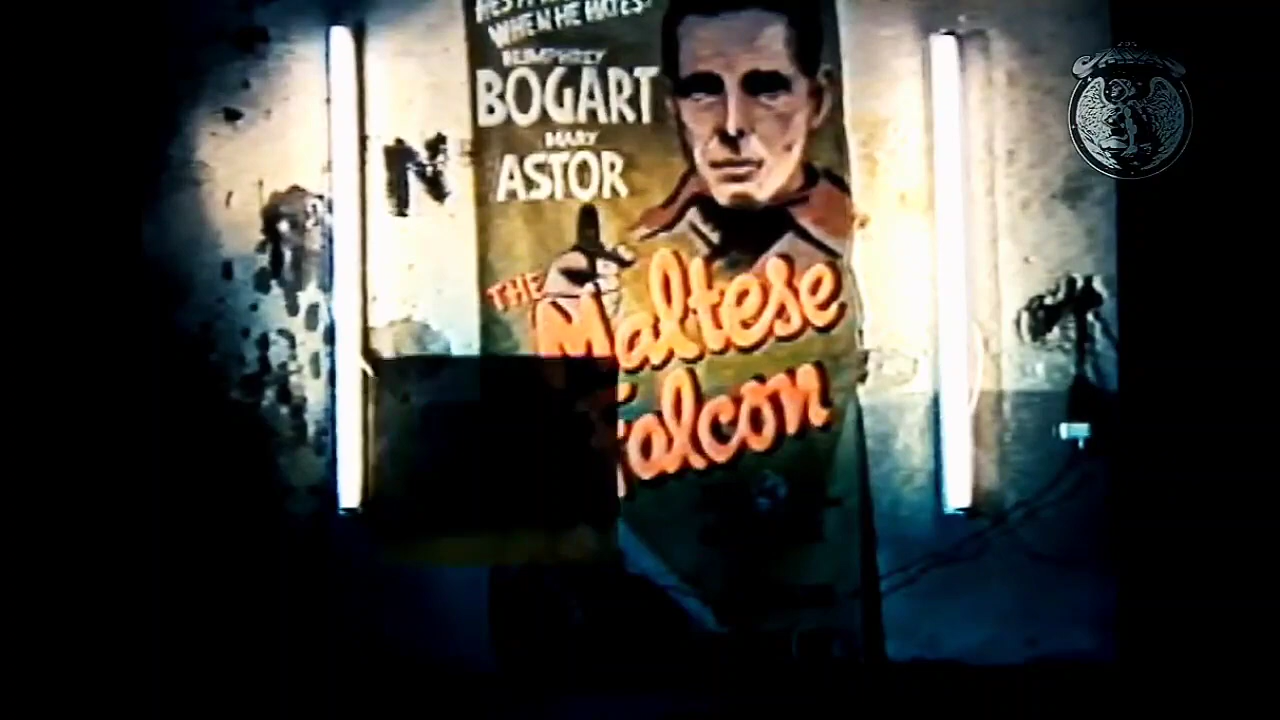 WHEN HE HATES.
HUMPHREY
BOGART
MARY
ASTOR
THE
Maltese
Falcon
N